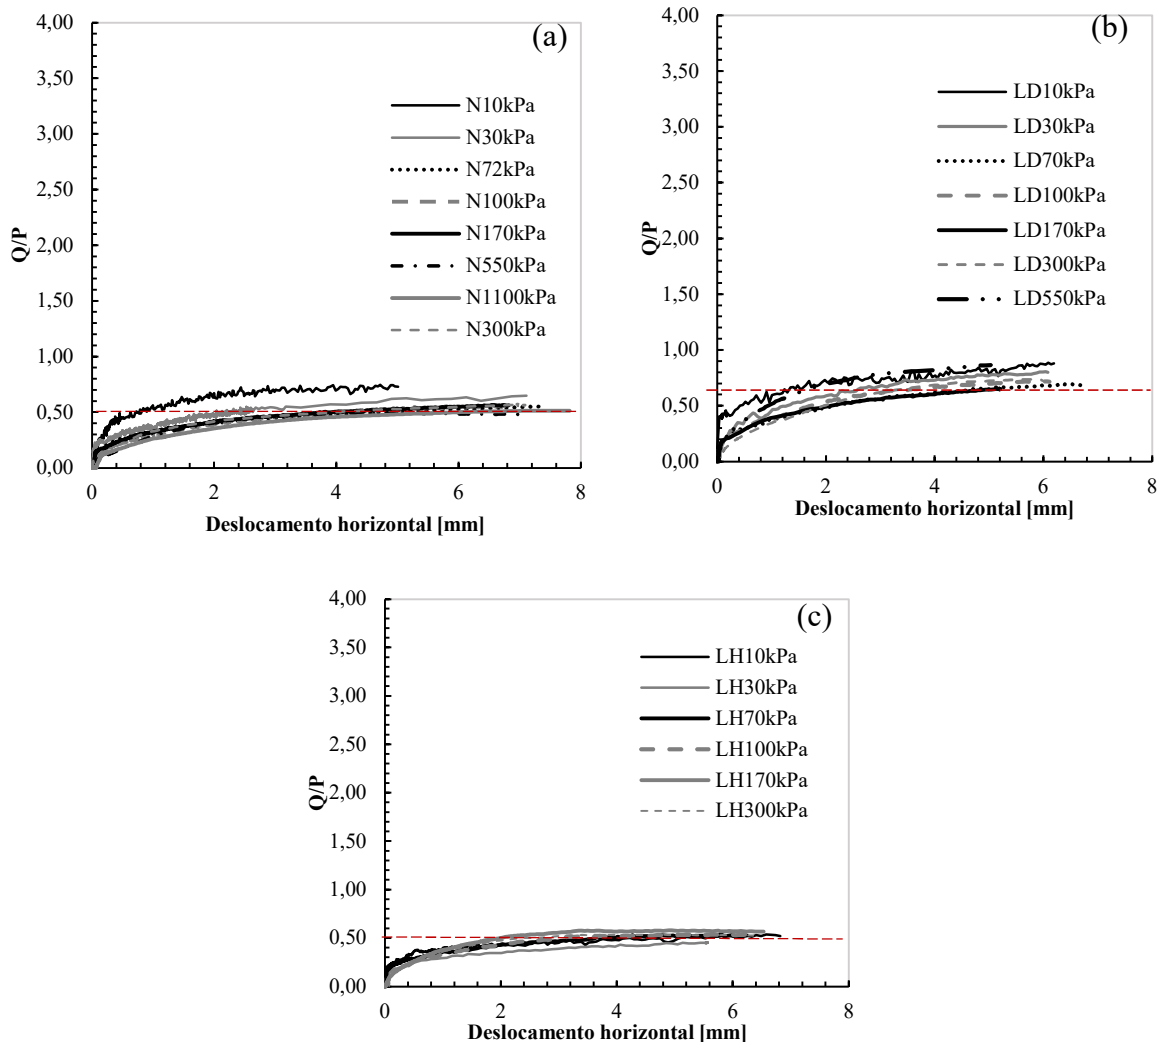 (a)
4,00
3,50
3,00
2,50
2,00
1,50
1,00
0,50
0,00
Q/P
N10kPa
N30kPa
N72kPa
N100kPa
N170kPa
N550kPa
N1100kPa
N300kPa
0 2 4 6 8
Deslocamento horizontal [mm]
(b)
4,00
3,50
3,00
2,50
2,00
1,50
1,00
0,50
0,00
Q/P
LD10kPa
LD30kPa
LD70kPa
LD100kPa
LD170kPa
LD300kPa
LD550kPa
0 2 4 6 8
Deslocamento horizontal [mm]
(c)
4,00
3,50
3,00
2,50
2,00
1,50
1,00
0,50
0,00
Q/P
LH10kPa
LH30kPa
LH70kPa
LH100kPa
LH170kPa
LH300kPa
0 2 4 6 8
Deslocamento horizontal [mm]